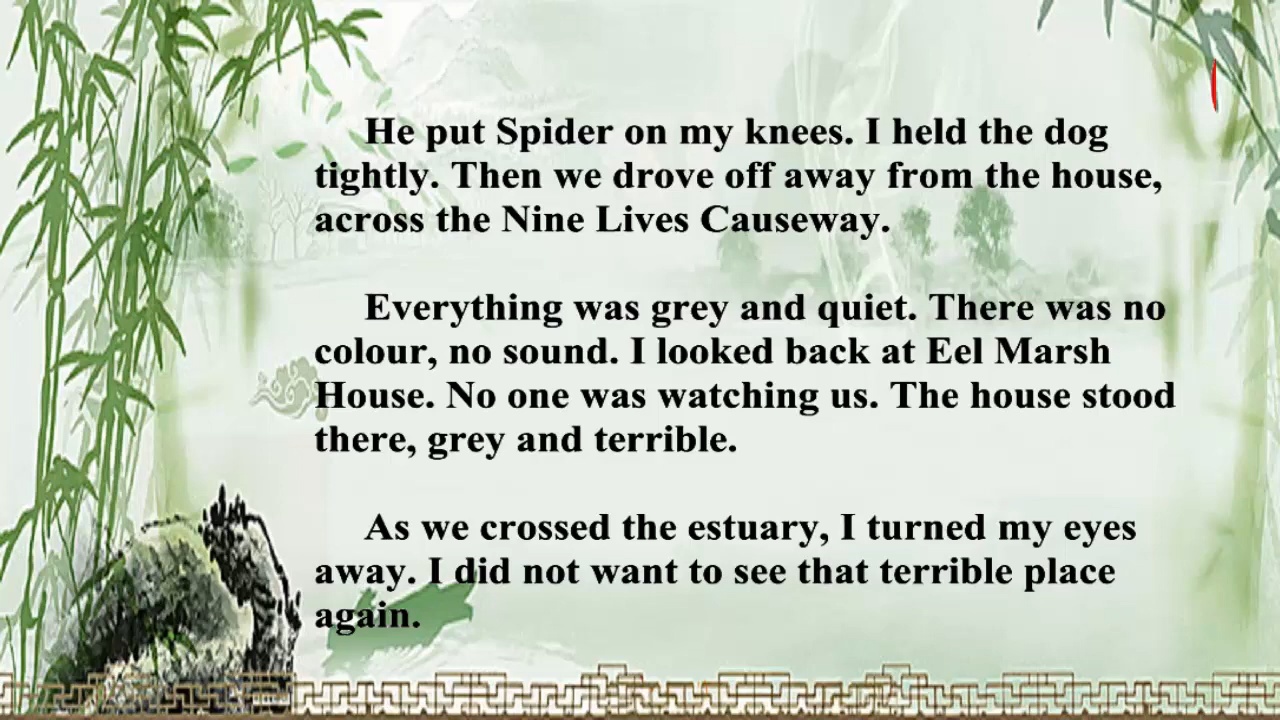 He put Spider on my knees. I held the dog
tightly. Then we drove off away from the house,
across the Nine Lives Causeway.
Everything was grey and quiet. There was no
colour, no sound. I looked back at Eel Marsh
House. No one was watching us. The house stood
there, grey and terrible.
As we crossed the estuary, I turned my eyes
away. I did not want to see that terrible place
again.